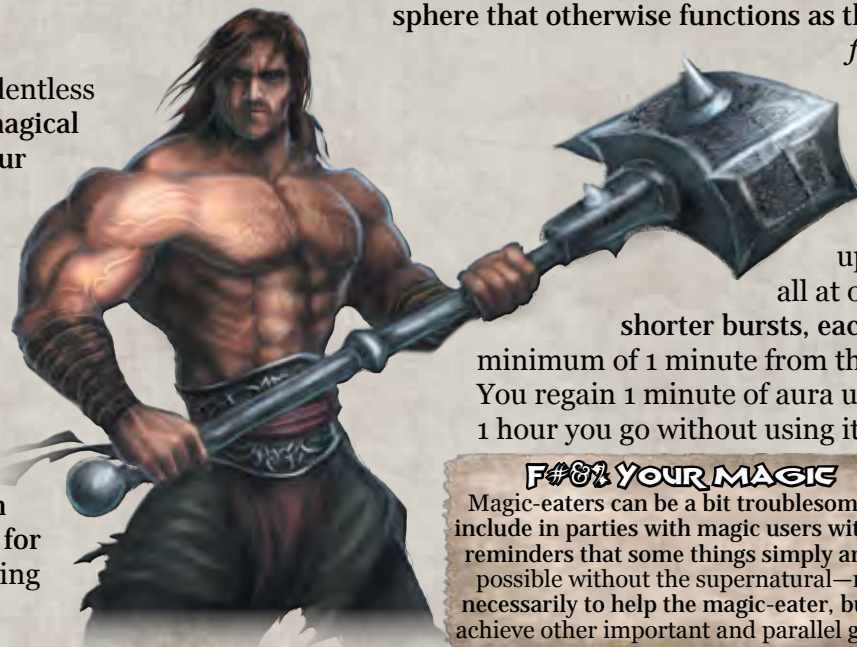 lentless
magical
ur
n
for
ing
sphere that otherwise functions as th
f
up
all at o
shorter bursts, eac
minimum of 1 minute from th
You regain 1 minute of aura u
1 hour you go without using it
F#&% YOUR MAGIC
Magic-eaters can be a bit troublesom
include in parties with magic users wit
reminders that some things simply ar
possible without the supernatural—
necessarily to help the magic-eater, bu
achieve other important and parallel g